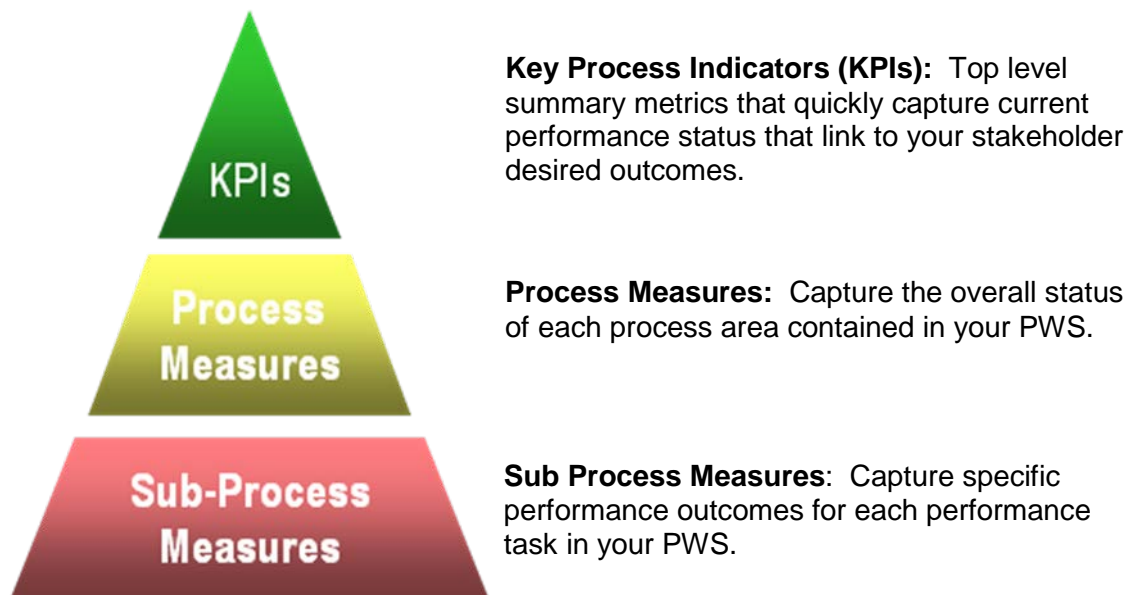 KPIs
Key Process Indicators (KPIs):  Top level
summary metrics that quickly capture current
performance status that link to your stakeholder
desired outcomes.
Process
Measures
Process Measures:  Capture the overall status
of each process area contained in your PWS.
Sub-Process
Measures
Sub Process Measures:  Capture specific
performance outcomes for each performance
task in your PWS.